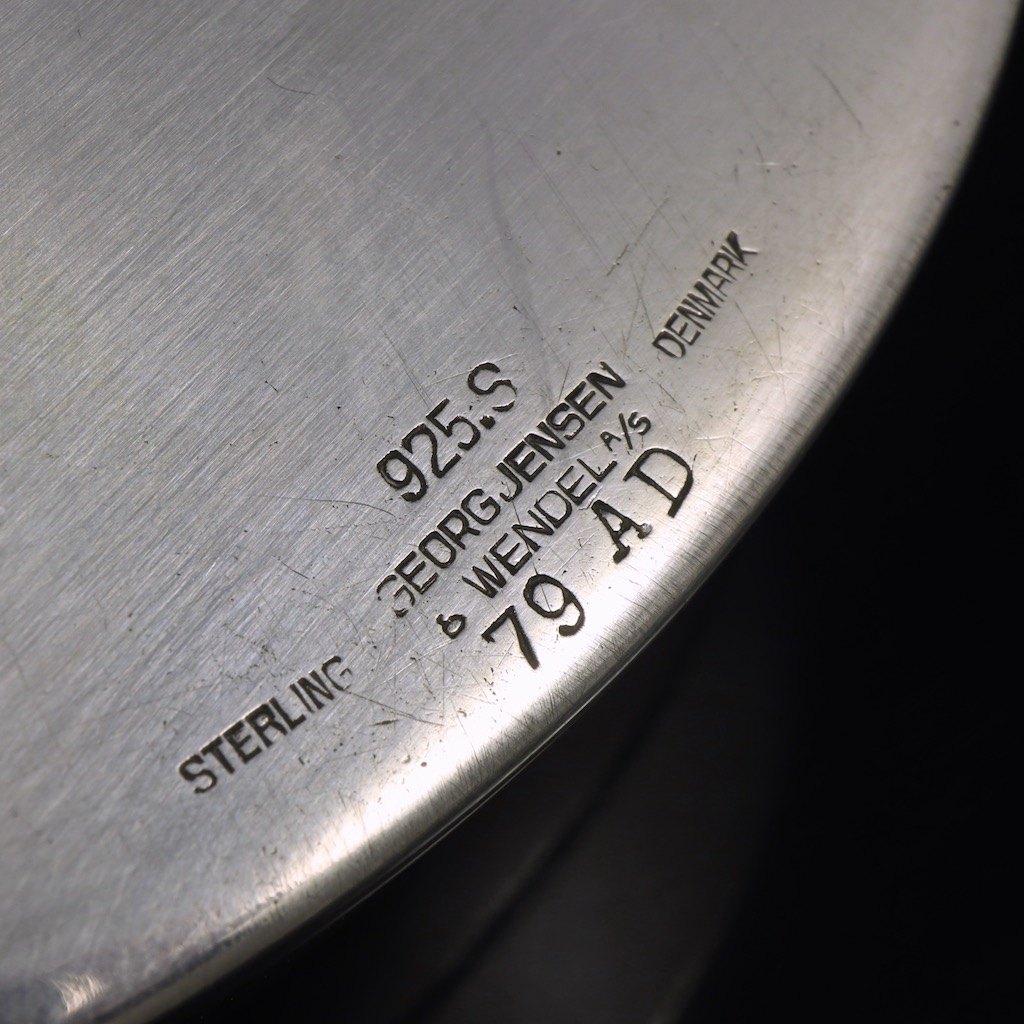 925.S
GEORG JENSEN
& WENDEL A/S
79 AD
STERLING
DENMARK